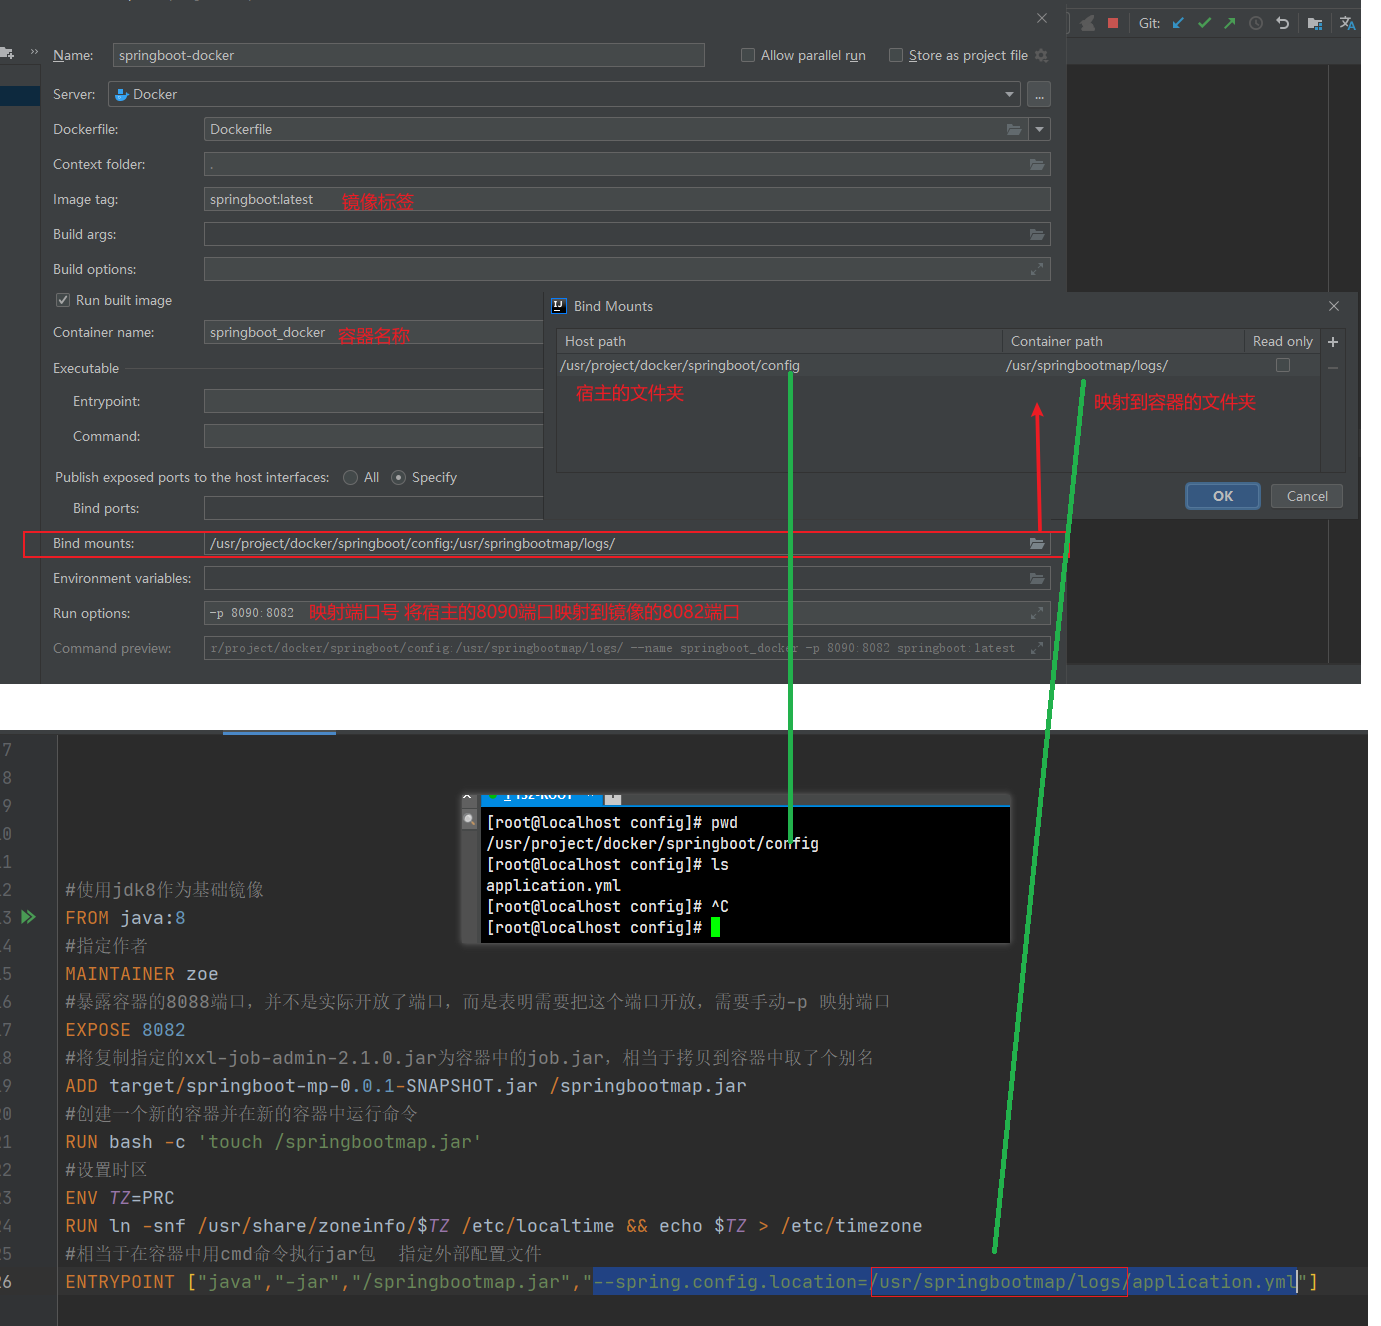 Git:
Name: springboot-docker Allow parallel run Store as project file
Server: Docker ...
Dockerfile: Dockerfile
Context folder: .
Image tag: springboot:latest 镜像标签
Build args:
Build options:
Run built image
Container name: springboot_docker 容器名称
Executable
Entrypoint:
Command:
Publish exposed ports to the host interfaces: All Specify
Bind ports:
Bind mounts: /usr/project/docker/springboot/config:/usr/springbootmap/logs/
Environment variables:
Run options: -p 8090:8082 映射端口号 将宿主的8090端口映射到镜像的8082端口
Command preview: r/project/docker/springboot/config:/usr/springbootmap/logs/ --name springboot_docker -p 8090:8082 springboot:latest
Bind Mounts
Host path Container path Read only
/usr/project/docker/springboot/config /usr/springbootmap/logs/
宿主的文件夹 映射到容器的文件夹
OK Cancel
[root@localhost config]# pwd
/usr/project/docker/springboot/config
[root@localhost config]# ls
application.yml
[root@localhost config]# ^C
[root@localhost config]#
7
8
9
0
11
12 #使用jdk8作为基础镜像
13 FROM java:8
14 #指定作者
15 MAINTAINER zoe
16 #暴露容器的8088端口，并不是实际开放了端口，而是表明需要把这个端口开放，需要手动-p 映射端口
17 EXPOSE 8082
18 #将复制指定的xxl-job-admin-2.1.0.jar为容器中的job.jar，相当于拷贝到容器中取了个别名
19 ADD target/springboot-mp-0.0.1-SNAPSHOT.jar /springbootmap.jar
20 #创建一个新的容器并在新的容器中运行命令
21 RUN bash -c 'touch /springbootmap.jar'
22 #设置时区
23 ENV TZ=PRC
24 RUN ln -snf /usr/share/zoneinfo/$TZ /etc/localtime && echo $TZ > /etc/timezone
25 #相当于在容器中用cmd命令执行jar包  指定外部配置文件
26 ENTRYPOINT ["java","-jar","/springbootmap.jar","--spring.config.location=/usr/springbootmap/logs/application.yml"]